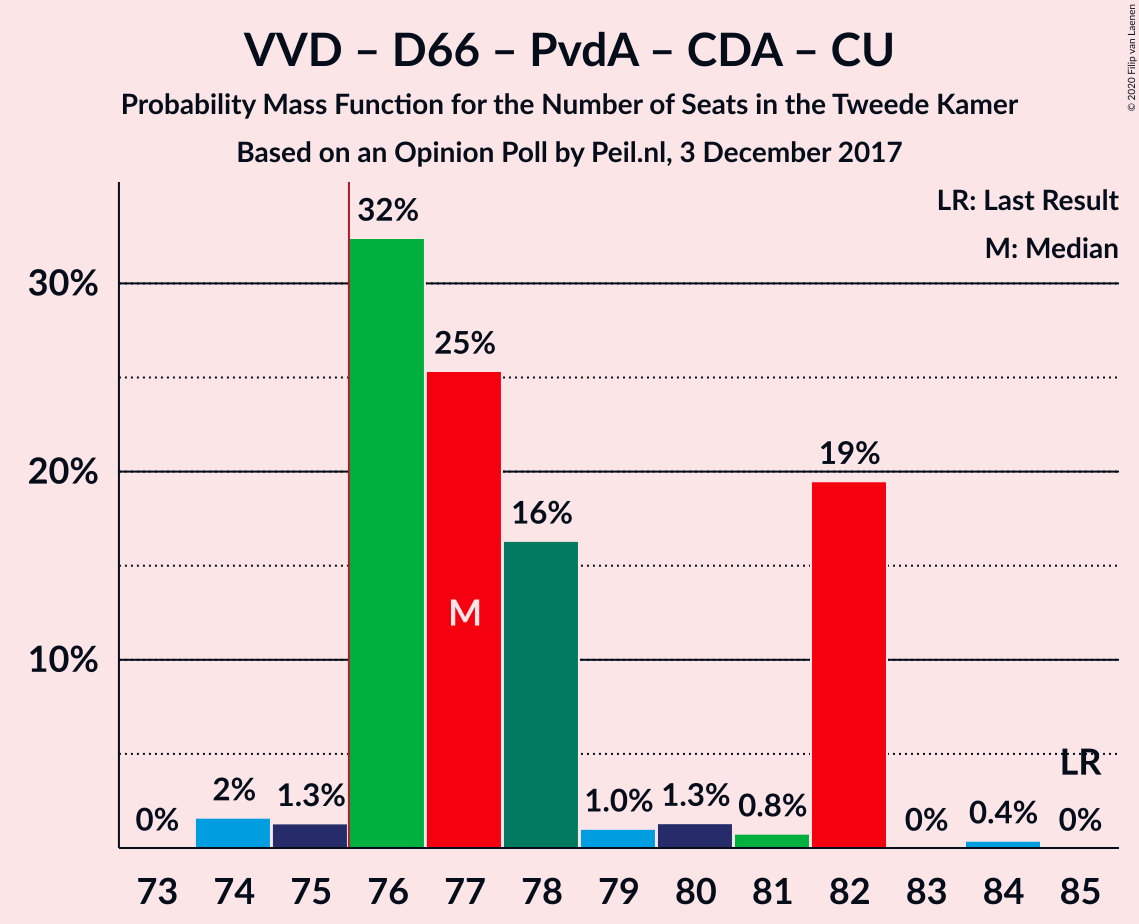 VVD – D66 – PvdA – CDA – CU
Probability Mass Function for the Number of Seats in the Tweede Kamer
Based on an Opinion Poll by Peil.nl, 3 December 2017
© 2020 Filip van Laenen
LR: Last Result
M: Median
30%
20%
10%
0%
2%
1.3%
32%
25%
M
16%
1.0%
1.3%
0.8%
19%
0%
0.4%
LR
0%
73 74 75 76 77 78 79 80 81 82 83 84 85